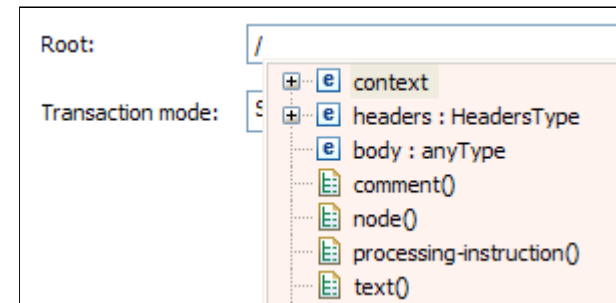 Root:
/
context
Transaction mode:
S
headers : HeadersType
body : anyType
comment()
node()
processing-instruction()
text()